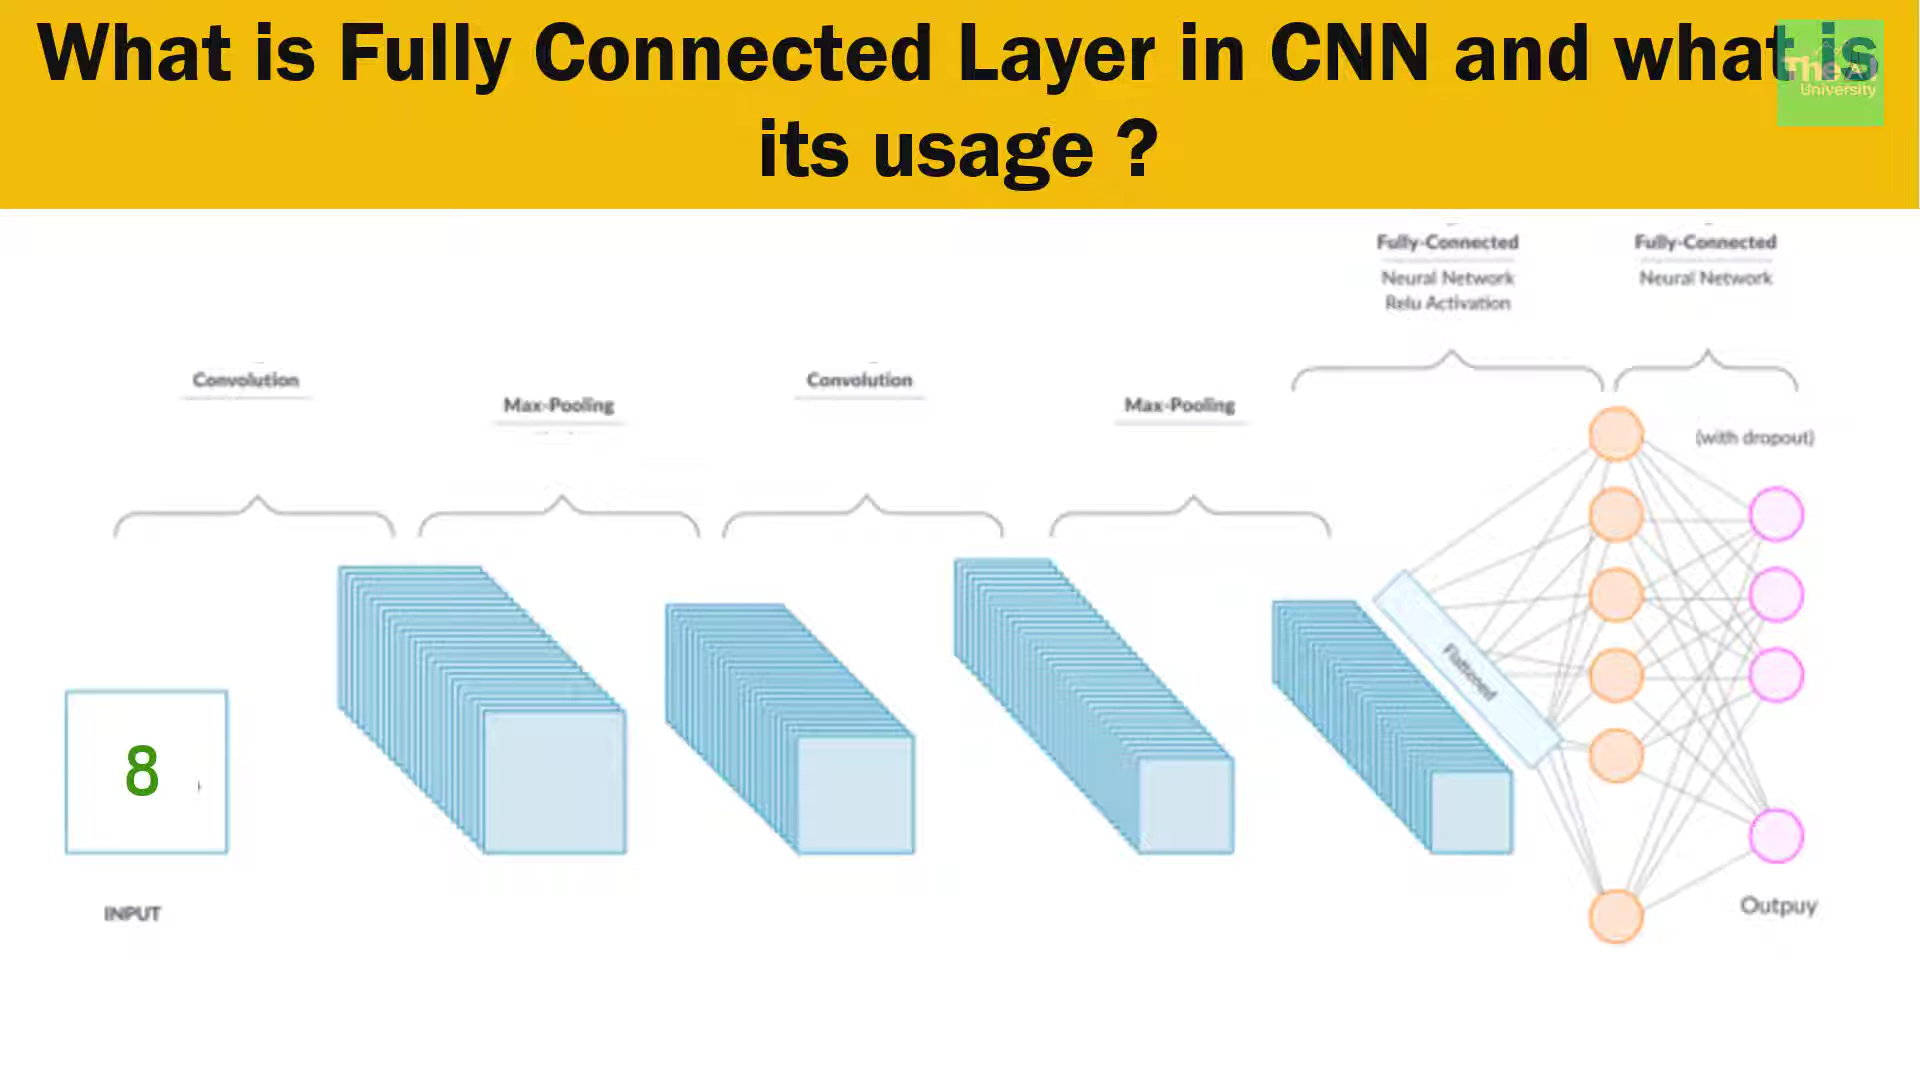 What is Fully Connected Layer in CNN and what is
its usage ?
The AI
University
Fully-Connected
Neural Network
Relu Activation
Fully-Connected
Neural Network
Convolution
Max-Pooling
Convolution
Max-Pooling
(with dropout)
Flattened
8
INPUT
Outpuy